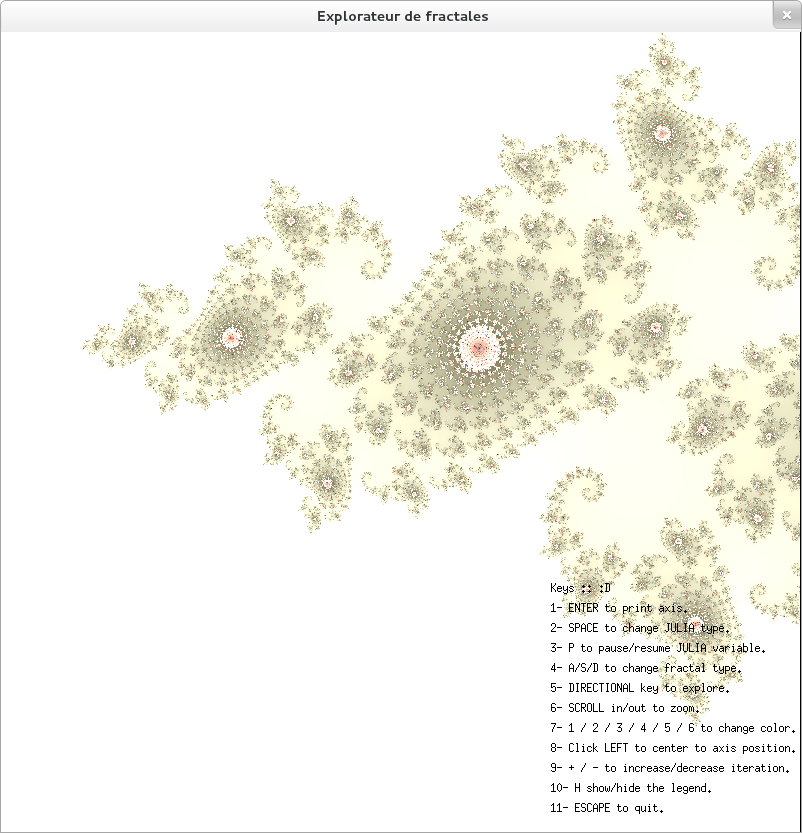 Explorateur de fractales
Keys :: :D
1- ENTER to print axis.
2- SPACE to change JULIA type.
3- P to pause/resume JULIA variable.
4- A/S/D to change fractal type.
5- DIRECTIONAL key to explore.
6- SCROLL in/out to zoom.
7- 1 / 2 / 3 / 4 / 5 / 6 to change color.
8- Click LEFT to center to axis position.
9- + / - to increase/decrease iteration.
10- H show/hide the legend.
11- ESCAPE to quit.